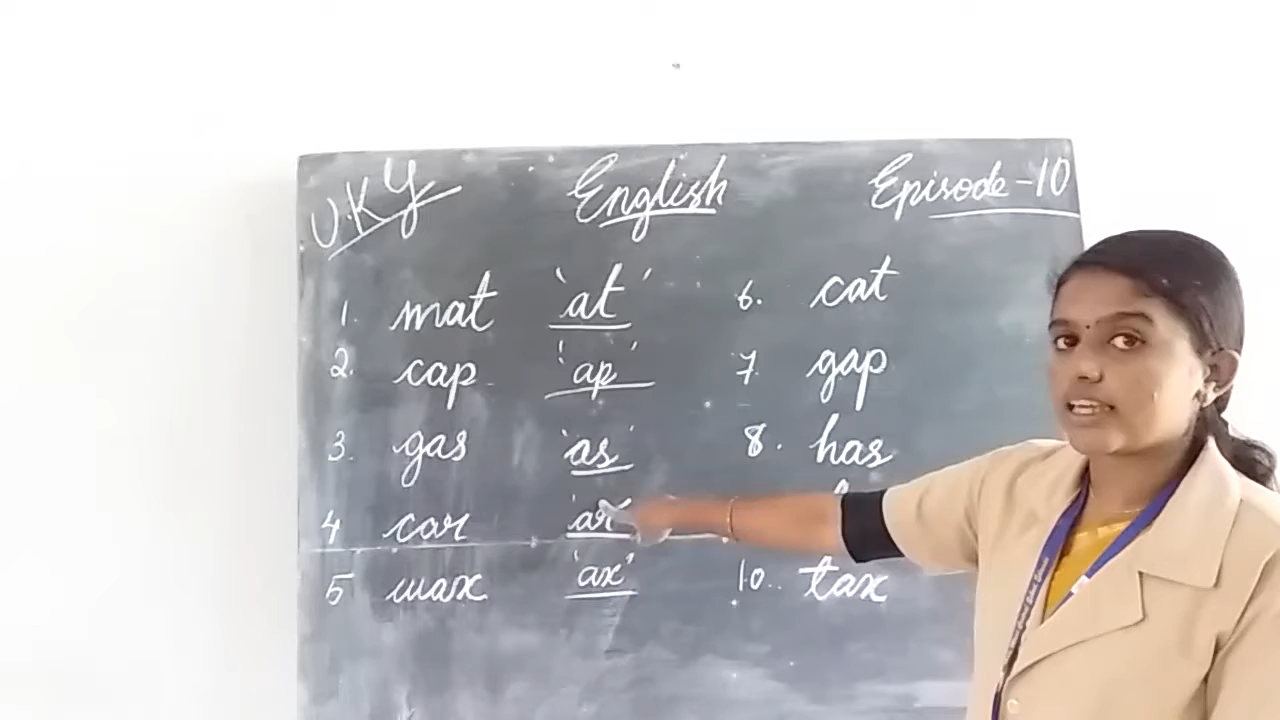 U.K.G English Episode-10
1. mat 'at' 6. cat
2. cap 'ap' 7. gap
3. gas 'as' 8. has
4 car 'ar'
5 wax 'ax' 10. tax